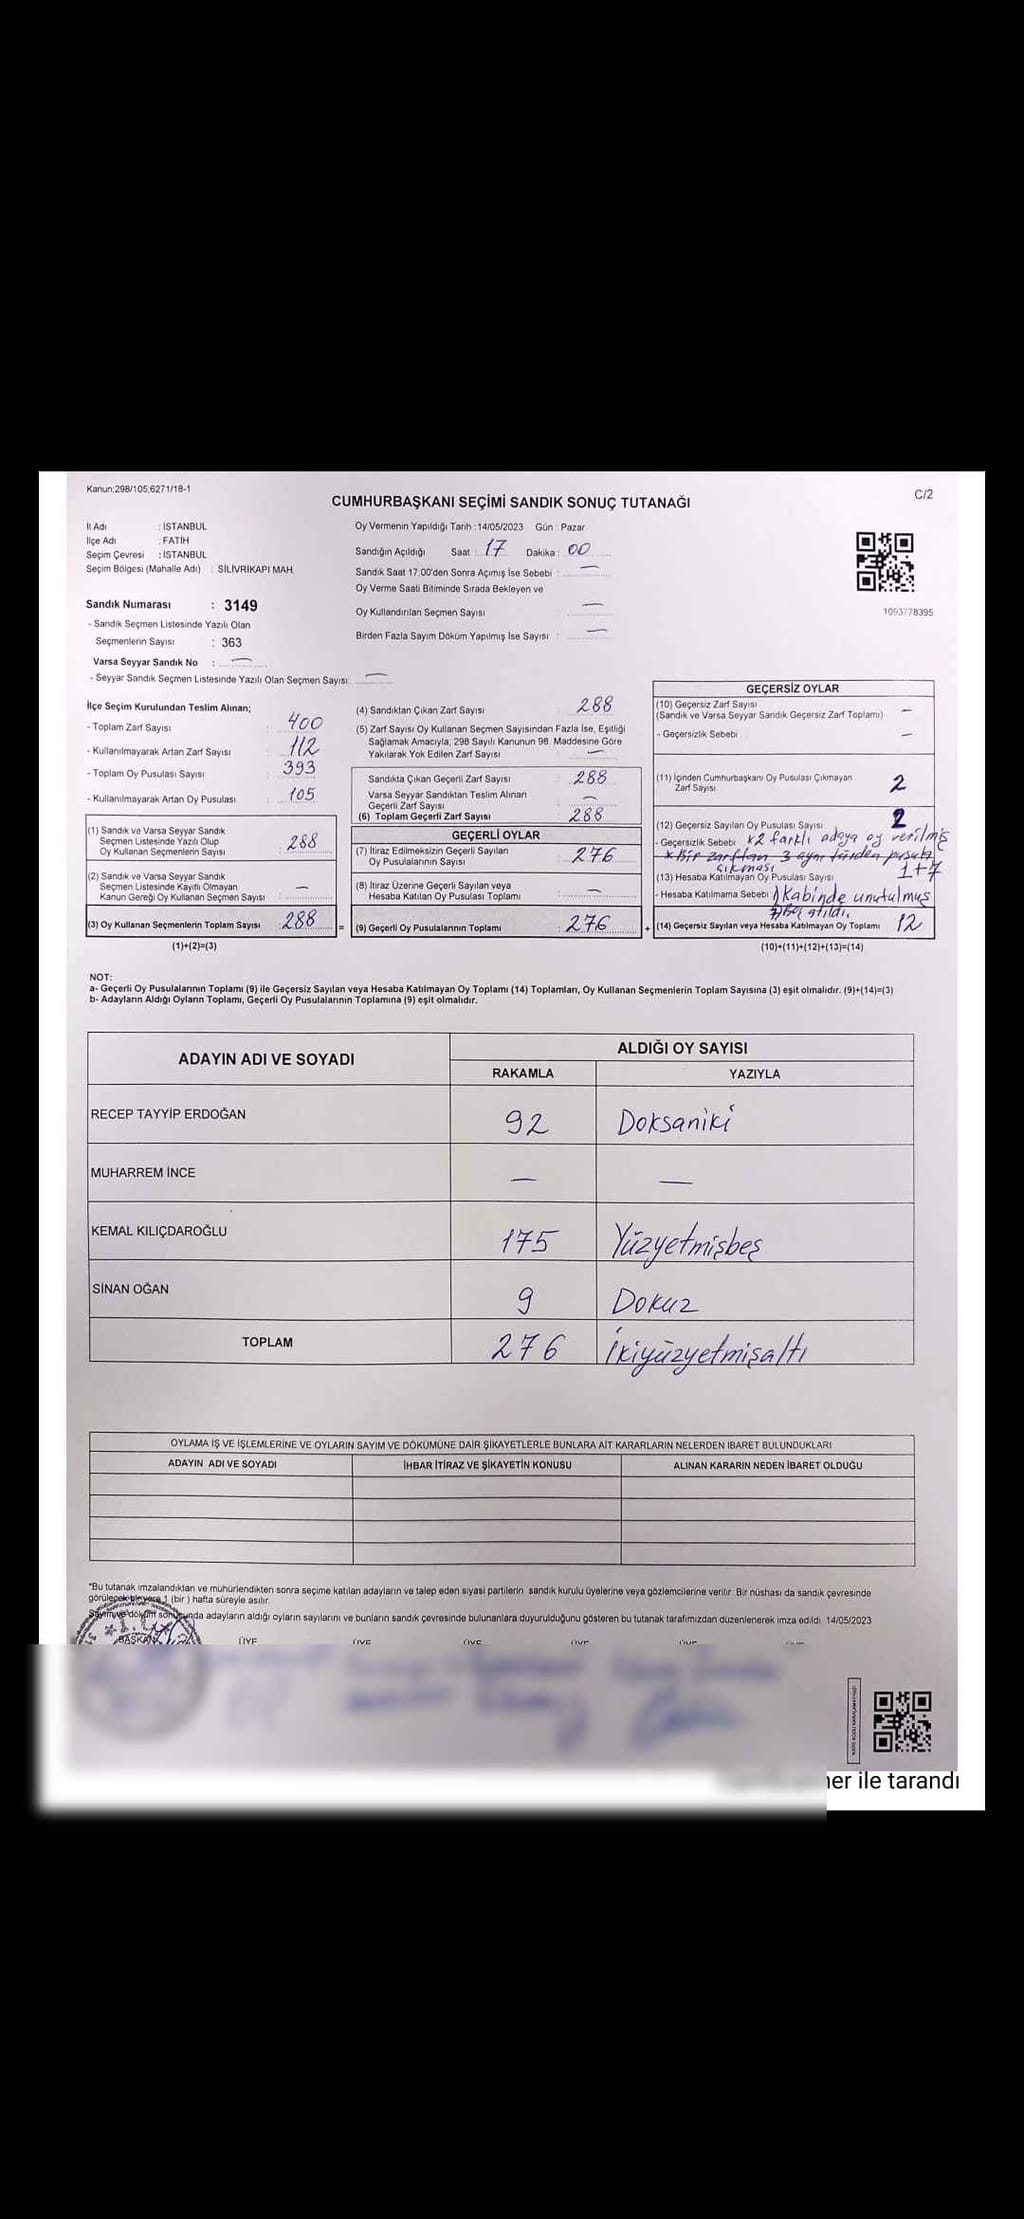 Kanun;298/105;6271/18-1
C/2
CUMHURBAŞKANI SEÇİMİ SANDIK SONUÇ TUTANAĞI
İl Adı : İSTANBUL
İlçe Adı : FATİH
Seçim Çevresi : İSTANBUL
Seçim Bölgesi (Mahalle Adı) : SİLİVRİKAPI MAH.
Oy Vermenin Yapıldığı Tarih : 14/05/2023 Gün : Pazar
Sandığın Açıldığı Saat : 17 Dakika : 00
Sandık Saat 17:00'den Sonra Açımış İse Sebebi : —
Oy Verme Saati Bitiminde Sırada Bekleyen ve
Oy Kullandırılan Seçmen Sayısı —
Birden Fazla Sayım Döküm Yapılmış İse Sayısı : —
1093778395
Sandık Numarası : 3149
- Sandık Seçmen Listesinde Yazılı Olan
Seçmenlerin Sayısı : 363
Varsa Seyyar Sandık No : —
- Seyyar Sandık Seçmen Listesinde Yazılı Olan Seçmen Sayısı: —
İlçe Seçim Kurulundan Teslim Alınan;
- Toplam Zarf Sayısı : 400
- Kullanılmayarak Artan Zarf Sayısı : 112
- Toplam Oy Pusulası Sayısı : 393
- Kullanılmayarak Artan Oy Pusulası : 105
(1) Sandık ve Varsa Seyyar Sandık
Seçmen Listesinde Yazılı Olup
Oy Kullanan Seçmenlerin Sayısı : 288
(2) Sandık ve Varsa Seyyar Sandık
Seçmen Listesinde Kayıtlı Olmayan
Kanun Gereği Oy Kullanan Seçmen Sayısı : —
(3) Oy Kullanan Seçmenlerin Toplam Sayısı : 288
(1)+(2)=(3)
(4) Sandıktan Çıkan Zarf Sayısı : 288
(5) Zarf Sayısı Oy Kullanan Seçmen Sayısından Fazla İse, Eşitliği
Sağlamak Amacıyla, 298 Sayılı Kanunun 98. Maddesine Göre
Yakılarak Yok Edilen Zarf Sayısı : —
Sandıkta Çıkan Geçerli Zarf Sayısı : 288
Varsa Seyyar Sandıktan Teslim Alınan
Geçerli Zarf Sayısı : —
(6) Toplam Geçerli Zarf Sayısı : 288
GEÇERLİ OYLAR
(7) İtiraz Edilmeksizin Geçerli Sayılan
Oy Pusulalarının Sayısı : 276
(8) İtiraz Üzerine Geçerli Sayılan veya
Hesaba Katılan Oy Pusulası Toplamı : —
= (9) Geçerli Oy Pusulalarının Toplamı : 276
GEÇERSİZ OYLAR
(10) Geçersiz Zarf Sayısı
(Sandık ve Varsa Seyyar Sandık Geçersiz Zarf Toplamı) —
- Geçersizlik Sebebi : —
(11) İçinden Cumhurbaşkanı Oy Pusulası Çıkmayan
Zarf Sayısı 2
(12) Geçersiz Sayılan Oy Pusulası Sayısı : 2
- Geçersizlik Sebebi x2 farklı adaya oy verilmiş
x Bir zarftan 3 aynı türden pusula
çıkması
(13) Hesaba Katılmayan Oy Pusulası Sayısı 1+7
- Hesaba Katılmama Sebebi 1) Kabinde unutulmuş
7) Boş atıldı.
+ (14) Geçersiz Sayılan veya Hesaba Katılmayan Oy Toplamı 12
(10)+(11)+(12)+(13)=(14)
NOT:
a- Geçerli Oy Pusulalarının Toplamı (9) ile Geçersiz Sayılan veya Hesaba Katılmayan Oy Toplamı (14) Toplamları, Oy Kullanan Seçmenlerin Toplam Sayısına (3) eşit olmalıdır. (9)+(14)=(3)
b- Adayların Aldığı Oyların Toplamı, Geçerli Oy Pusulalarının Toplamına (9) eşit olmalıdır.
ADAYIN ADI VE SOYADI
ALDIĞI OY SAYISI
RAKAMLA YAZIYLA
RECEP TAYYİP ERDOĞAN 92 Doksaniki
MUHARREM İNCE — —
KEMAL KILIÇDAROĞLU 175 Yüzyetmişbeş
SİNAN OĞAN 9 Dokuz
TOPLAM 276 İkiyüzyetmişaltı
OYLAMA İŞ VE İŞLEMLERİNE VE OYLARIN SAYIM VE DÖKÜMÜNE DAİR ŞİKAYETLERLE BUNLARA AİT KARARLARIN NELERDEN İBARET BULUNDUKLARI
ADAYIN ADI VE SOYADI İHBAR İTİRAZ VE ŞİKAYETİN KONUSU ALINAN KARARIN NEDEN İBARET OLDUĞU
*Bu tutanak imzalandıktan ve mühürlendikten sonra seçime katılan adayların ve talep eden siyasi partilerin sandık kurulu üyelerine veya gözlemcilerine verilir. Bir nüshası da sandık çevresinde
görülecek bir yere 1 (bir ) hafta süreyle asılır.
Sayım ve döküm sonucunda adayların aldığı oyların sayılarını ve bunların sandık çevresinde bulunanlara duyurulduğunu gösteren bu tutanak tarafımızdan düzenlenerek imza edildi. 14/05/2023
BAŞKAN ÜYE ÜYE ÜYE ÜYE ÜYE ÜYE
ile tarandı